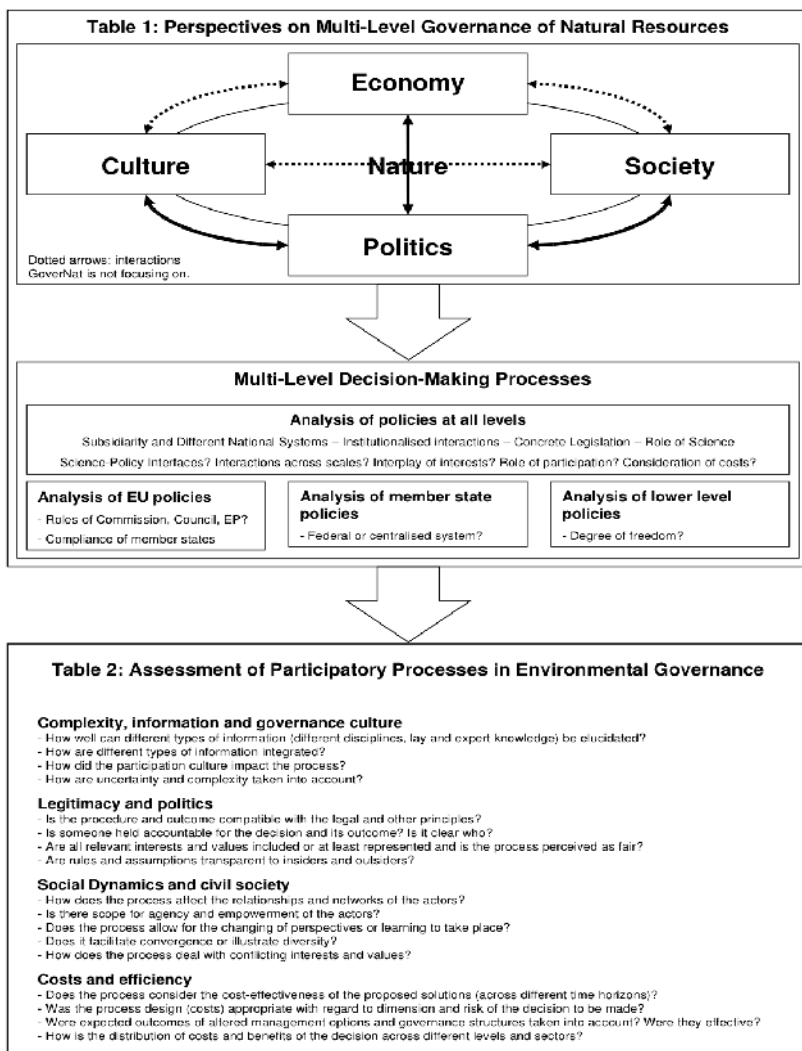 Table 1: Perspectives on Multi-Level Governance of Natural Resources
Economy
Culture
Nature
Society
Politics
Dotted arrows: interactions
GoverNat is not focusing on.
Multi-Level Decision-Making Processes
Analysis of policies at all levels
Subsidiarity and Different National Systems – Institutionalised interactions – Concrete Legislation – Role of Science
Science-Policy Interfaces? Interactions across scales? Interplay of interests? Role of participation? Consideration of costs?
Analysis of EU policies
- Roles of Commission, Council, EP?
- Compliance of member states
Analysis of member state
policies
- Federal or centralised system?
Analysis of lower level
policies
- Degree of freedom?
Table 2: Assessment of Participatory Processes in Environmental Governance
Complexity, information and governance culture
- How well can different types of information (different disciplines, lay and expert knowledge) be elucidated?
- How are different types of information integrated?
- How did the participation culture impact the process?
- How are uncertainty and complexity taken into account?
Legitimacy and politics
- Is the procedure and outcome compatible with the legal and other principles?
- Is someone held accountable for the decision and its outcome? Is it clear who?
- Are all relevant interests and values included or at least represented and is the process perceived as fair?
- Are rules and assumptions transparent to insiders and outsiders?
Social Dynamics and civil society
- How does the process affect the relationships and networks of the actors?
- Is there scope for agency and empowerment of the actors?
- Does the process allow for the changing of perspectives or learning to take place?
- Does it facilitate convergence or illustrate diversity?
- How does the process deal with conflicting interests and values?
Costs and efficiency
- Does the process consider the cost-effectiveness of the proposed solutions (across different time horizons)?
- Was the process design (costs) appropriate with regard to dimension and risk of the decision to be made?
- Were expected outcomes of altered management options and governance structures taken into account? Were they effective?
- How is the distribution of costs and benefits of the decision across different levels and sectors?